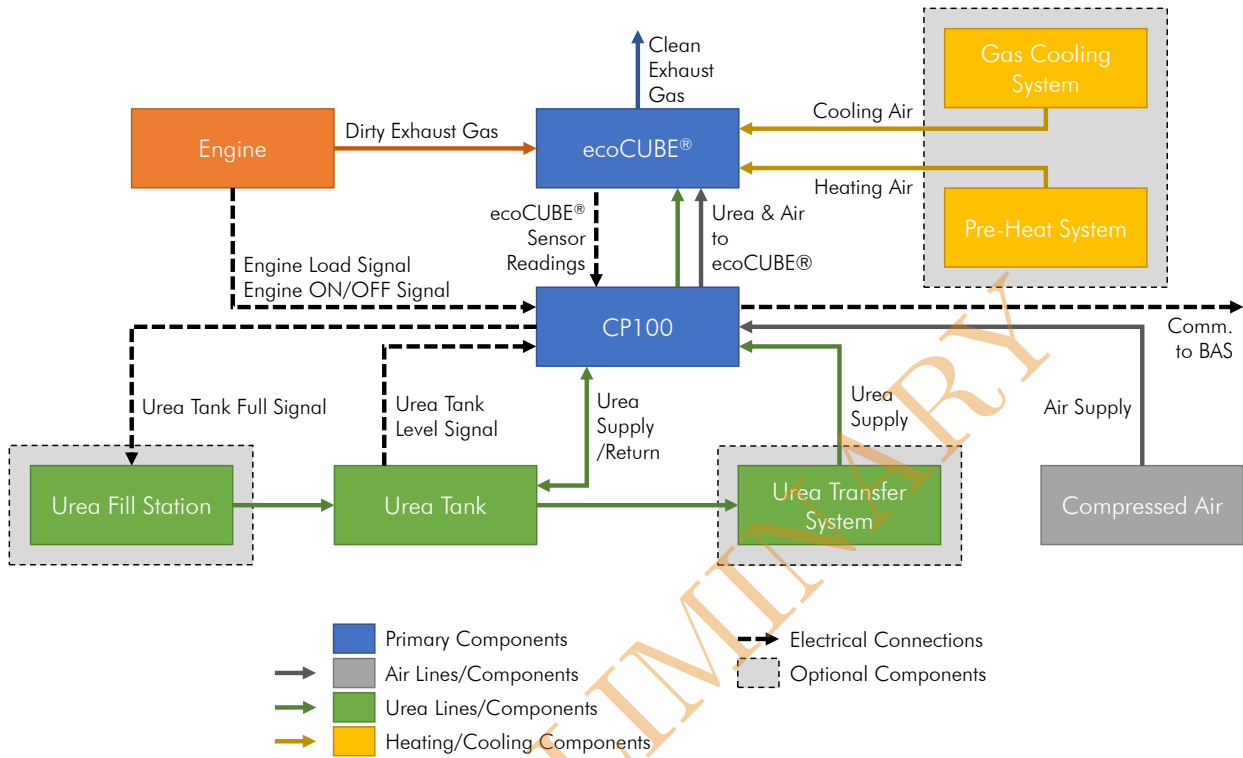 Clean
Exhaust
Gas
Gas Cooling
System
Cooling Air
Engine
Dirty Exhaust Gas
ecoCUBE®
Heating Air
Pre-Heat System
ecoCUBE®
Sensor
Readings
Urea & Air
to
ecoCUBE®
Engine Load Signal
Engine ON/OFF Signal
CP100
Comm.
to BAS
Urea Tank Full Signal
Urea Tank
Level Signal
Urea
Supply
/Return
Urea
Supply
Air Supply
Urea Fill Station
Urea Tank
Urea Transfer
System
Compressed Air
Primary Components
Air Lines/Components
Urea Lines/Components
Heating/Cooling Components
Electrical Connections
Optional Components
LIMINARY